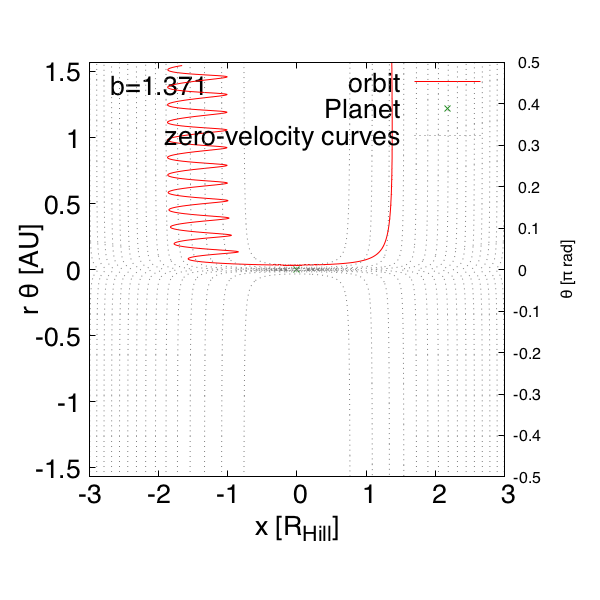 b=1.371
orbit
Planet
zero-velocity curves
1.5
1
0.5
0
-0.5
-1
-1.5
r θ [AU]
0.5
0.4
0.3
0.2
0.1
0
-0.1
-0.2
-0.3
-0.4
-0.5
θ [π rad]
-3 -2 -1 0 1 2 3
x [R_Hill]